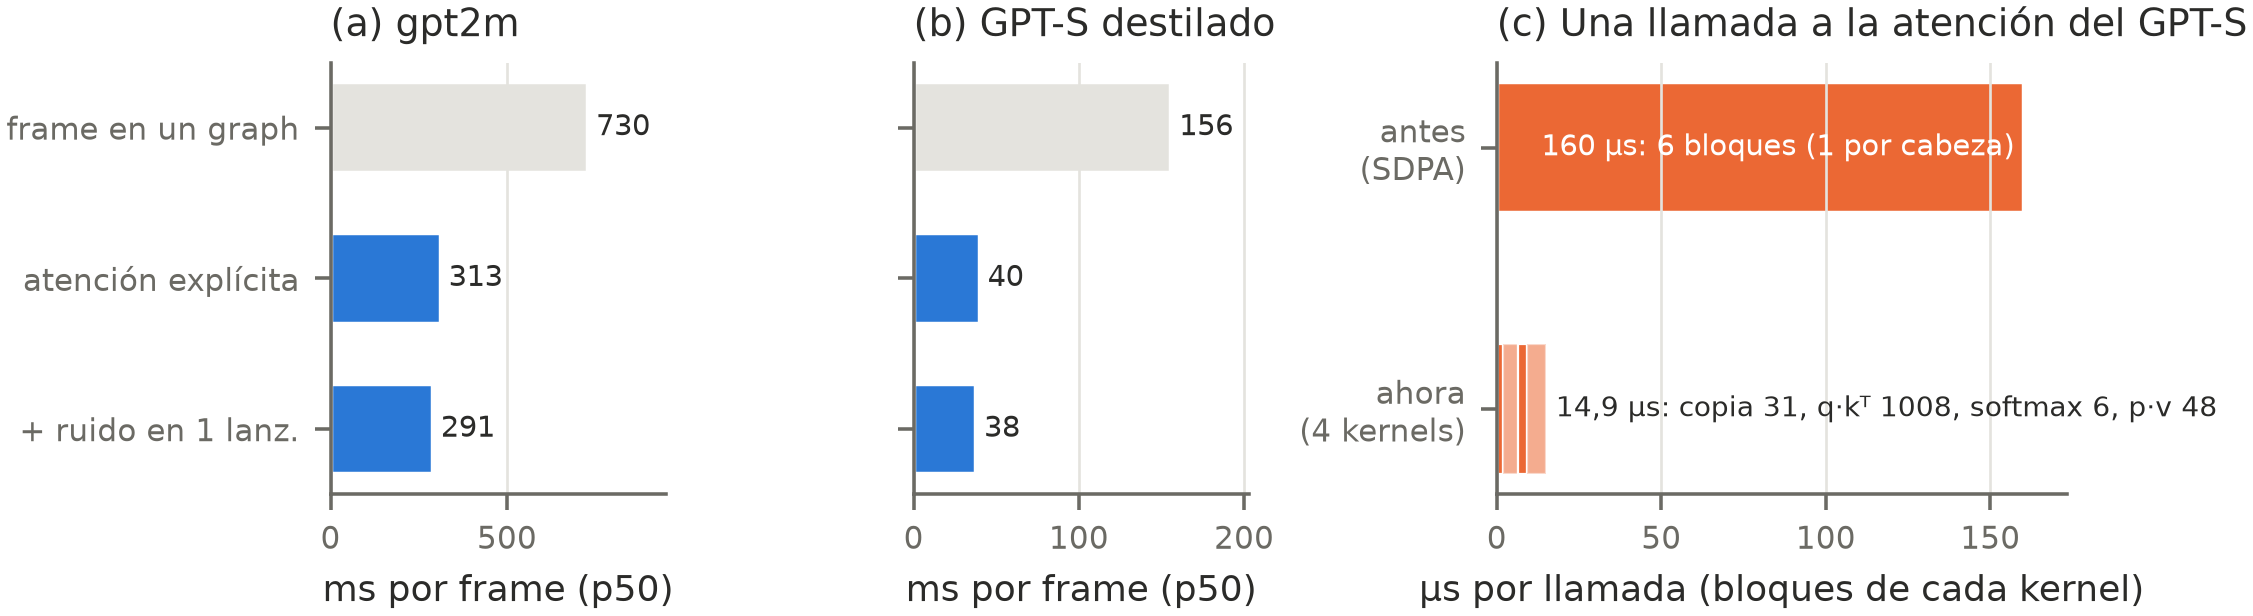 (a) gpt2m
frame en un graph
730
atención explícita
313
+ ruido en 1 lanz.
291
0
500
ms por frame (p50)
(b) GPT-S destilado
156
40
38
0
100
200
ms por frame (p50)
(c) Una llamada a la atención del GPT-S
antes
(SDPA)
160 µs: 6 bloques (1 por cabeza)
ahora
(4 kernels)
14,9 µs: copia 31, q·kᵀ 1008, softmax 6, p·v 48
0
50
100
150
µs por llamada (bloques de cada kernel)